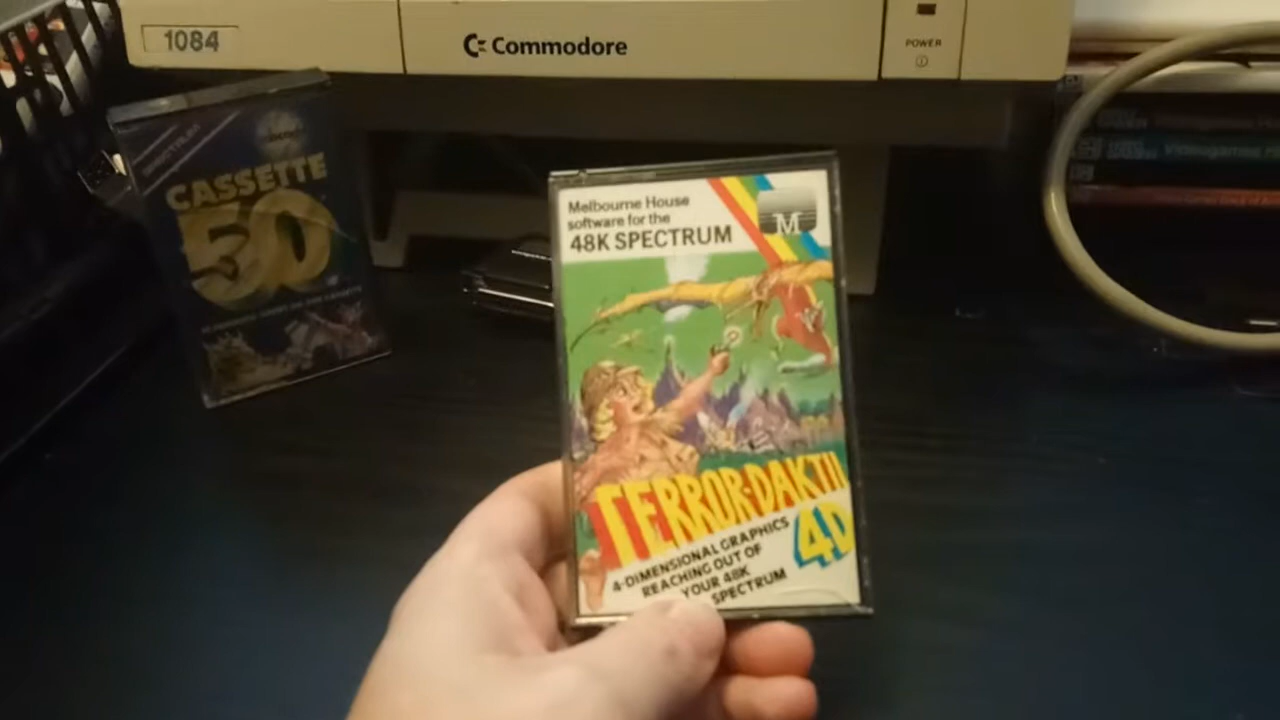 1084
Commodore
POWER
CASSETTE
50
Melbourne House
software for the
48K SPECTRUM
M
TERROR-DAKTIL
4D
4-DIMENSIONAL GRAPHICS
REACHING OUT OF
YOUR 48K
SPECTRUM